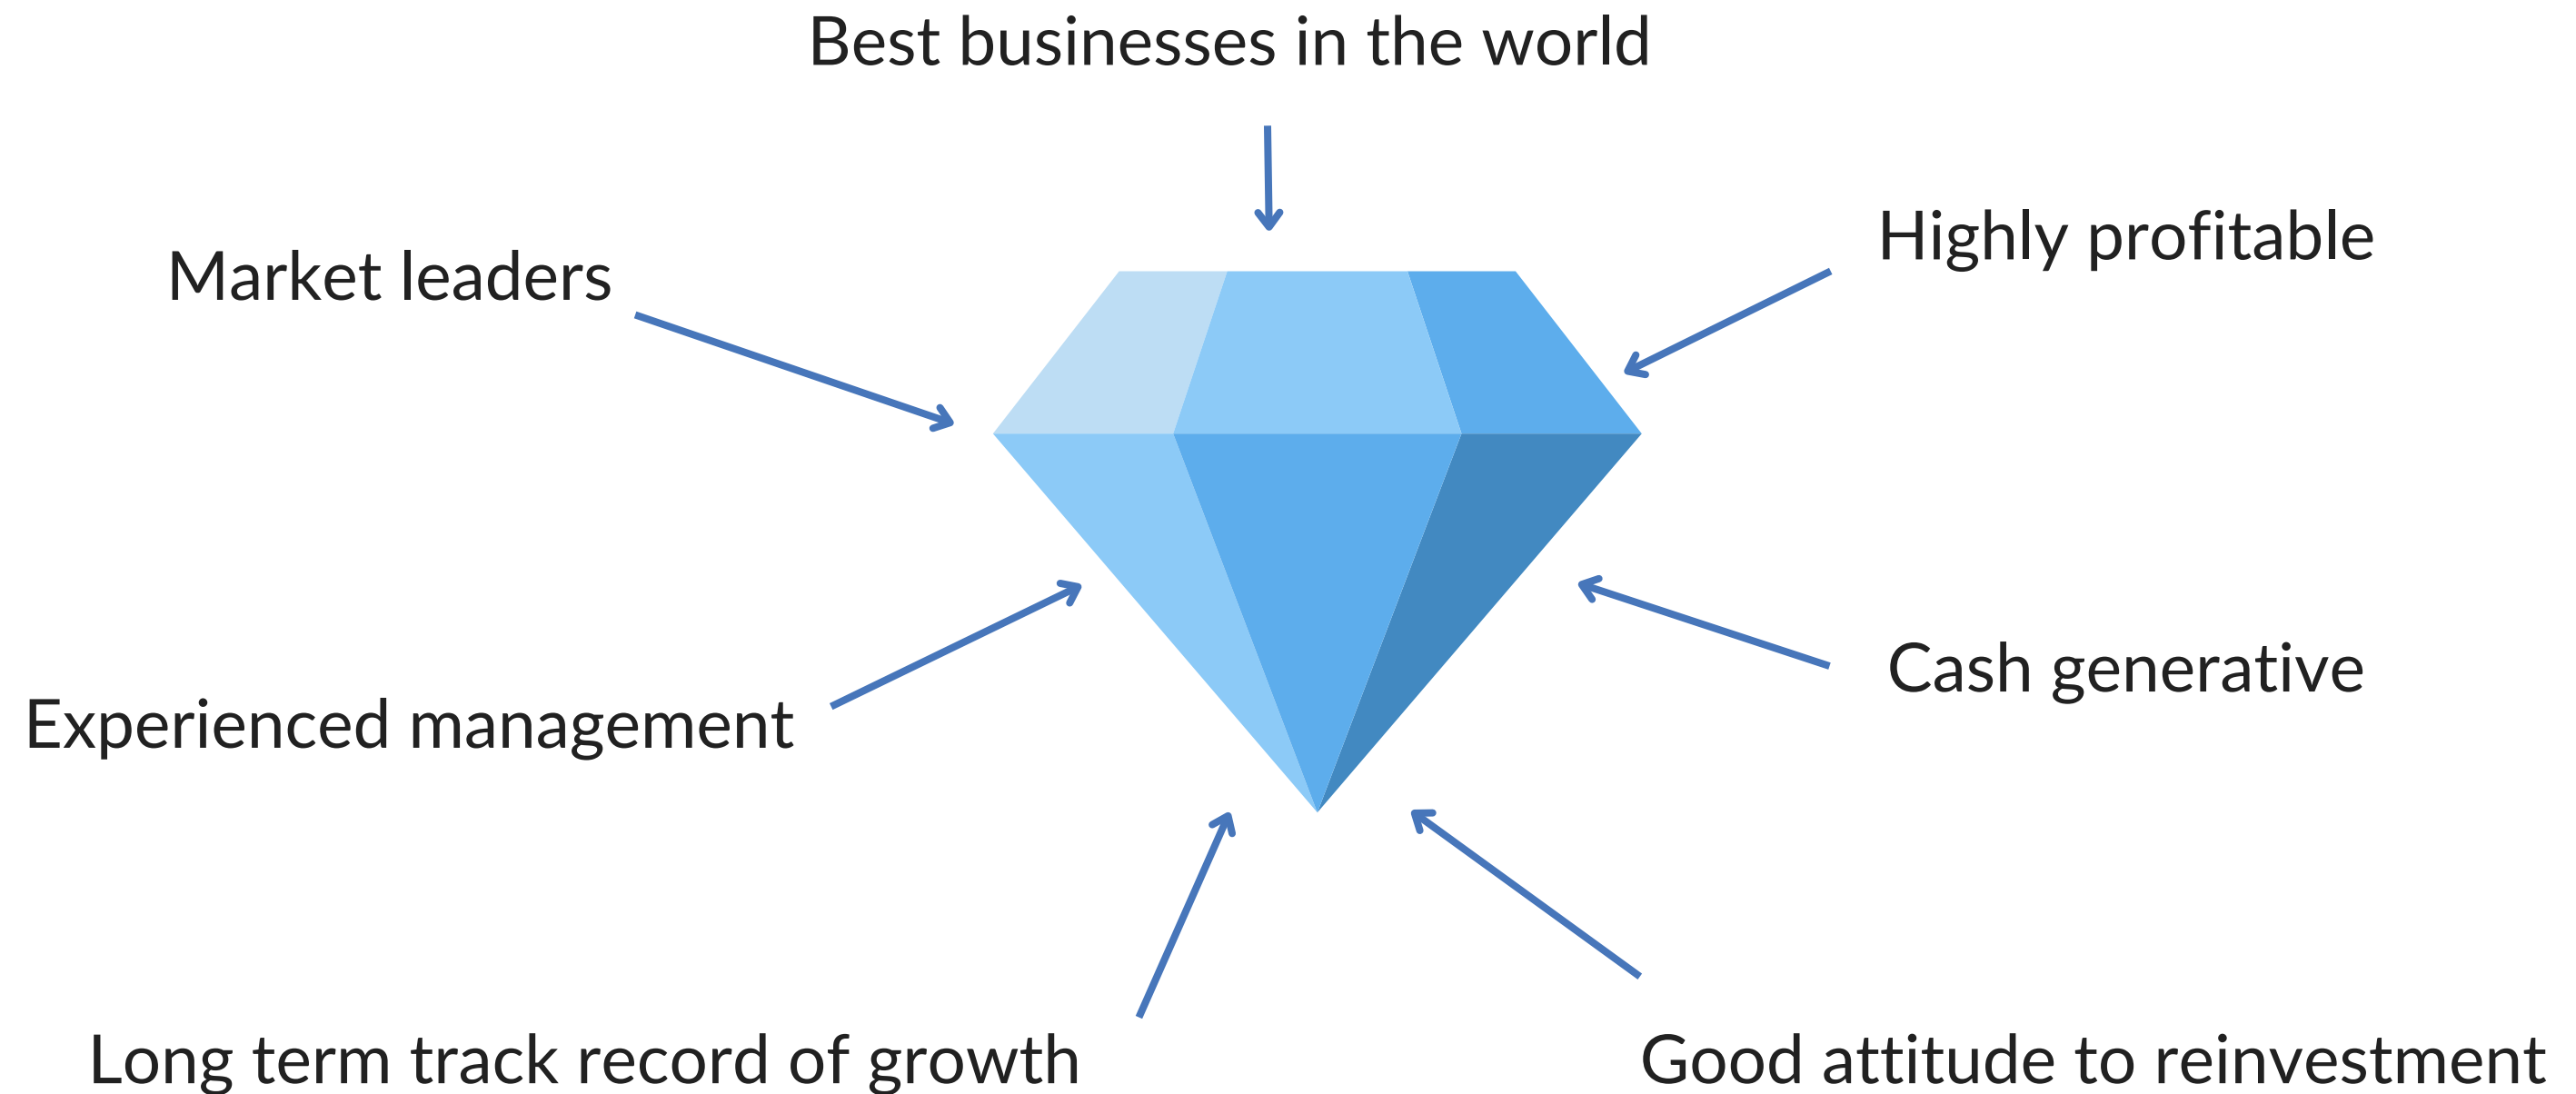 Best businesses in the world
Highly profitable
Market leaders
Cash generative
Experienced management
Long term track record of growth
Good attitude to reinvestment